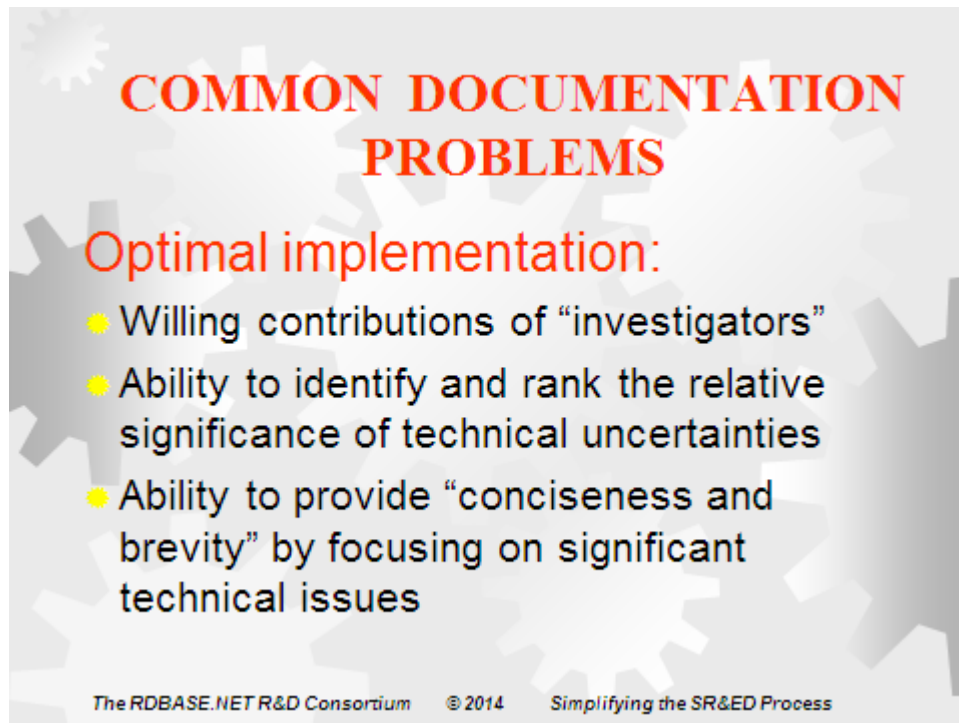 COMMON DOCUMENTATION
PROBLEMS
Optimal implementation:
Willing contributions of “investigators”
Ability to identify and rank the relative
significance of technical uncertainties
Ability to provide “conciseness and
brevity” by focusing on significant
technical issues
The RDBASE.NET R&D Consortium © 2014 Simplifying the SR&ED Process